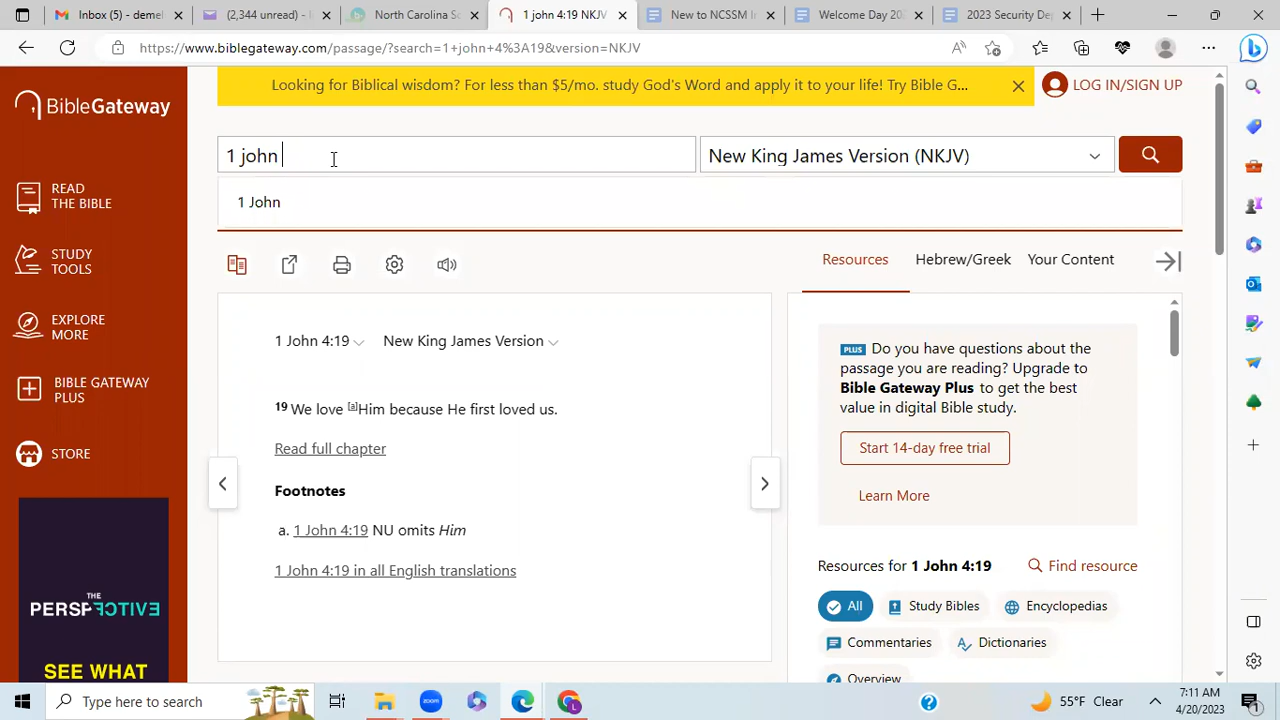 (2,344 unread)
North Carolina S
1 john 4:19 NKJV
New NCSSM In
Welcome 202
2023 Security De
https://www.biblegateway.com/passage/?search=1+john+4%3A19&version=NKJV
Looking for Biblical wisdom? For less than $5/mo. study God's Word and apply it to your life! Try Bible G...
LOG IN/SIGN UP
BibleGateway
1 john
New King James Version (NKJV)
1 John
READ
THE BIBLE
STUDY
TOOLS
EXPLORE
MORE
BIBLE GATEWAY
PLUS
STORE
Resources
Hebrew/Greek
Your Content
1 John 4:19
New King James Version
19 We love [a]Him because He first loved us.
Read full chapter
Footnotes
a. 1 John 4:19 NU omits Him
1 John 4:19 in all English translations
PLUS Do you have questions about the
passage you are reading? Upgrade to
Bible Gateway Plus to get the best
value in digital Bible study.
Start 14-day free trial
Learn More
Resources for 1 John 4:19
Find resource
All
Study Bibles
Encyclopedias
Commentaries
Dictionaries
Overview
THE
PERSPECTIVE
SEE WHAT
Type here to search
zoom
55°F Clear
7:11 AM
4/20/2023